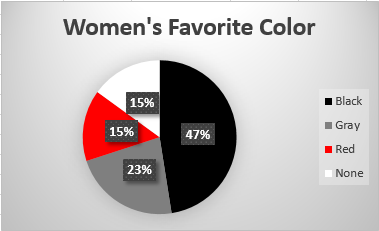 Women's Favorite Color
47%
23%
15%
15%
Black
Gray
Red
None